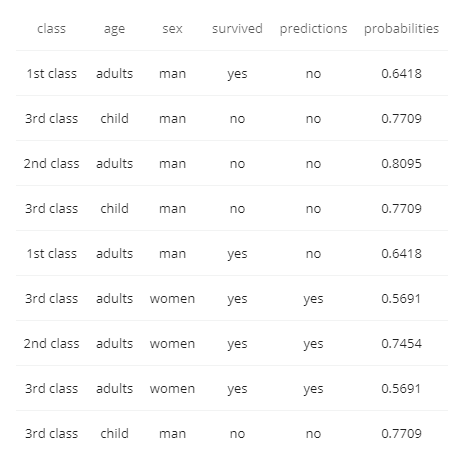 class age sex survived predictions probabilities
1st class adults man yes no 0.6418
3rd class child man no no 0.7709
2nd class adults man no no 0.8095
3rd class child man no no 0.7709
1st class adults man yes no 0.6418
3rd class adults women yes yes 0.5691
2nd class adults women yes yes 0.7454
3rd class adults women yes yes 0.5691
3rd class child man no no 0.7709